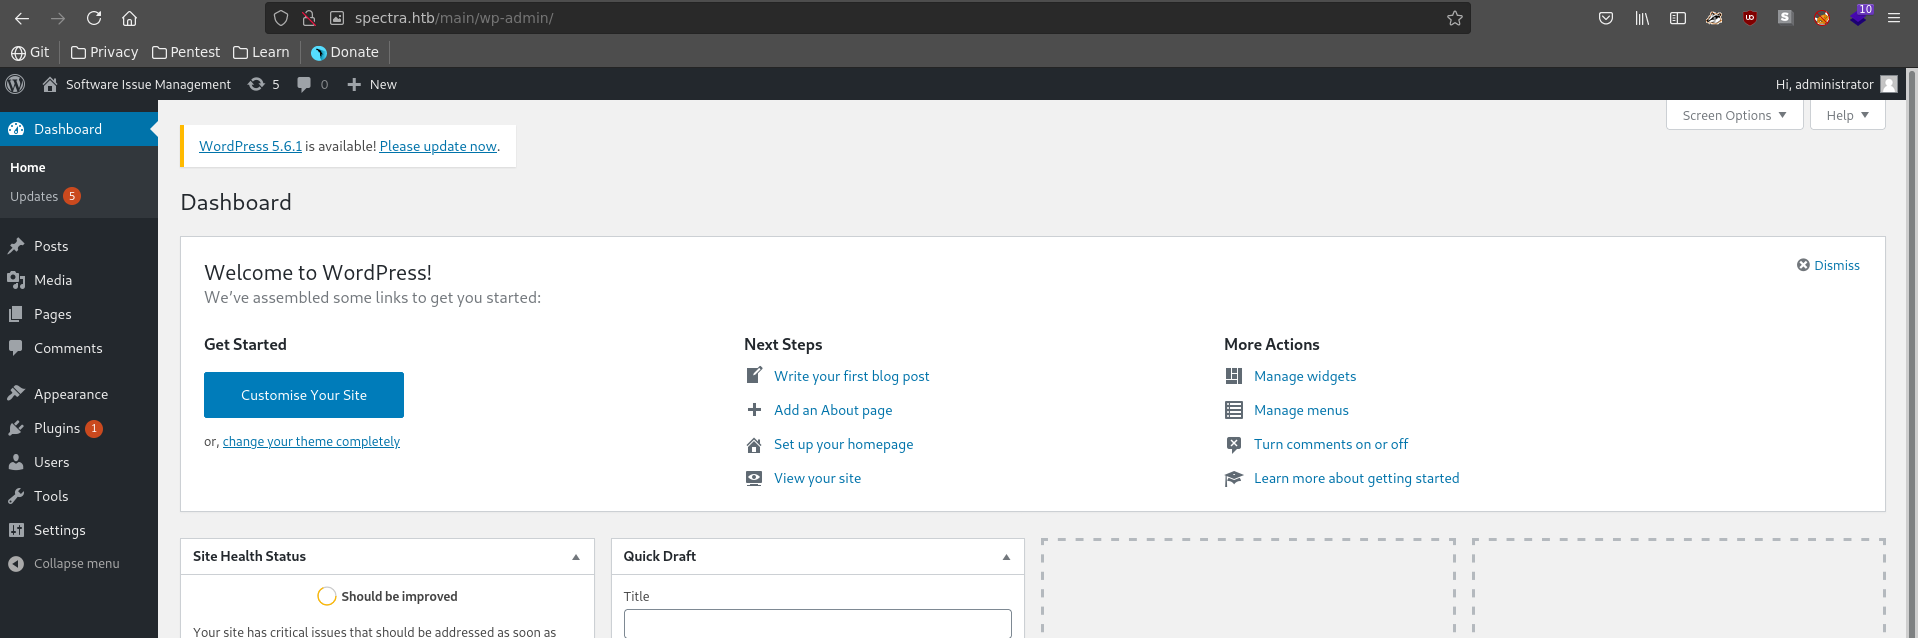 spectra.htb/main/wp-admin/
10
Git Privacy Pentest Learn Donate
Software Issue Management 5 0 New Hi, administrator
Screen Options Help
Dashboard
Home
Updates 5
Posts
Media
Pages
Comments
Appearance
Plugins 1
Users
Tools
Settings
Collapse menu
WordPress 5.6.1 is available! Please update now.
Dashboard
Welcome to WordPress!
Dismiss
We've assembled some links to get you started:
Get Started
Customise Your Site
or, change your theme completely
Next Steps
Write your first blog post
Add an About page
Set up your homepage
View your site
More Actions
Manage widgets
Manage menus
Turn comments on or off
Learn more about getting started
Site Health Status
Should be improved
Your site has critical issues that should be addressed as soon as
Quick Draft
Title